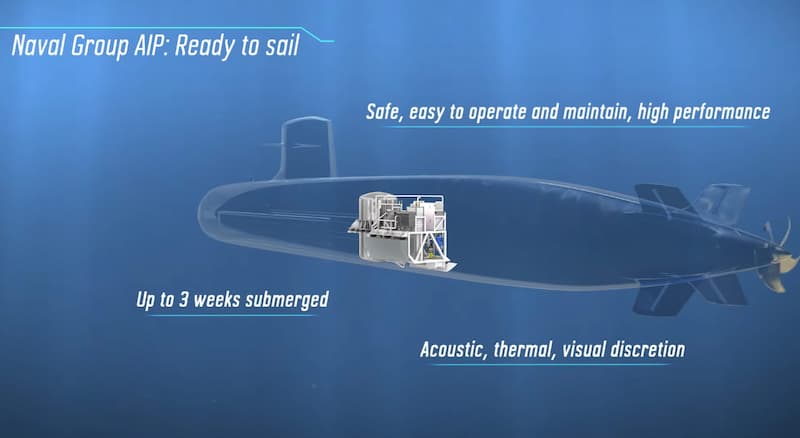 Naval Group AIP: Ready to sail
Safe, easy to operate and maintain, high performance
Up to 3 weeks submerged
Acoustic, thermal, visual discretion